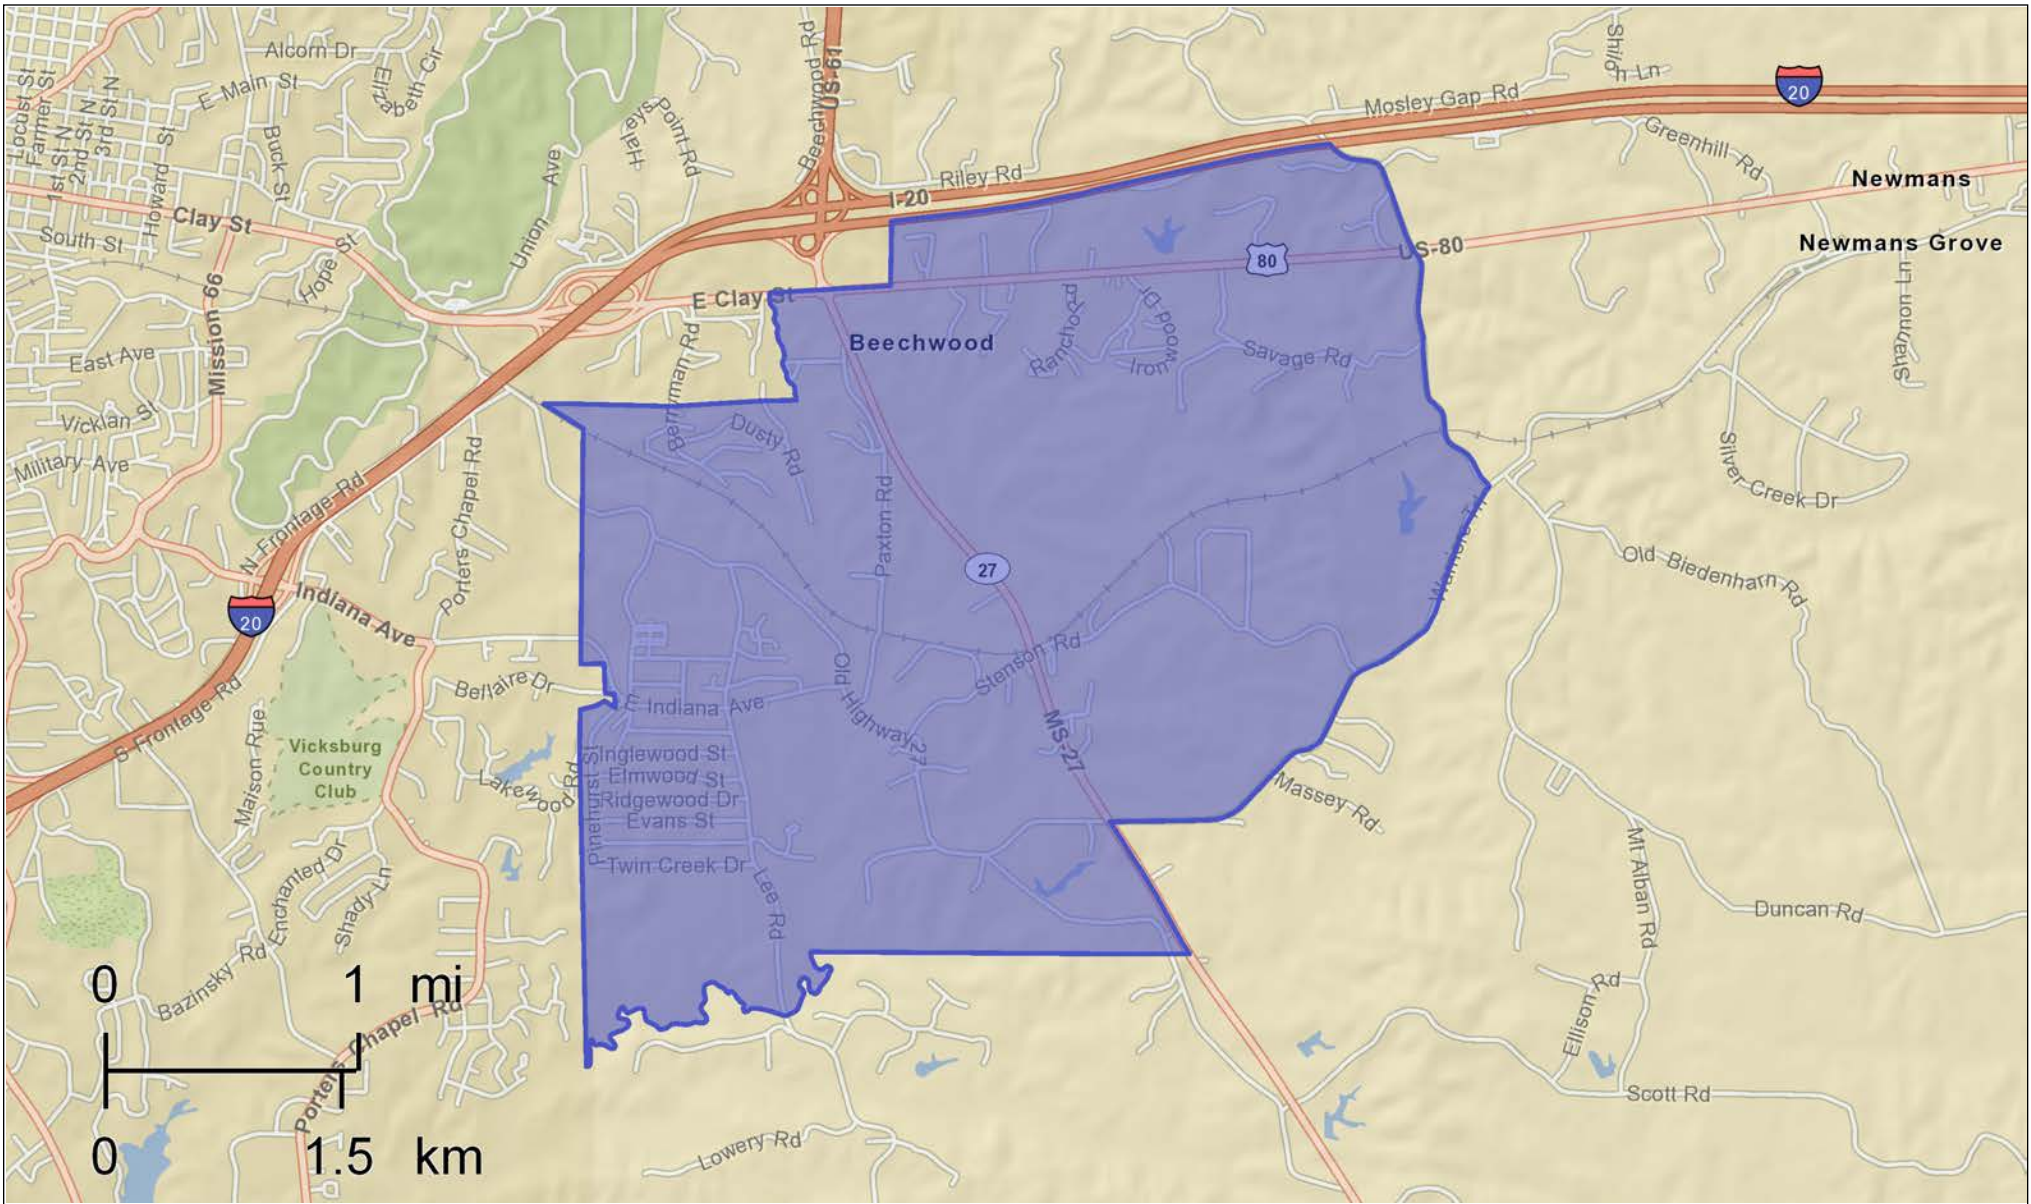 Alcorn Dr
E Main St
Elizabeth Cir
Locust St
Farmer St
1st St N
2nd St N
3rd St N
Howard St
Buck St
Clay St
South St
Hope St
Union Ave
Haleys Point Rd
Beechwood Rd
US-61
Riley Rd
I-20
Mosley Gap Rd
Shiloh Ln
20
Greenhill Rd
Newmans
Newmans Grove
Shannon Ln
US-80
80
E Clay St
Mission 66
East Ave
Vicklan St
Military Ave
Berryman Rd
Beechwood
Rancho Rd
Ironwood Dr
Savage Rd
Dusty Rd
Paxton Rd
Porters Chapel Rd
N Frontage Rd
Indiana Ave
20
27
Warriors Trl
Silver Creek Dr
Old Biedenharn Rd
Stenson Rd
Old Highway 27
MS-27
Bellaire Dr
E Indiana Ave
S Frontage Rd
Maison Rue
Vicksburg
Country
Club
Lakewood Rd
Pinehurst St
Inglewood St
Elmwood St
Ridgewood Dr
Evans St
Twin Creek Dr
Lee Rd
Massey Rd
Enchanted Dr
Shady Ln
Bazinsky Rd
Porters Chapel Rd
Mt Alban Rd
Duncan Rd
Ellison Rd
Scott Rd
Lowery Rd
0 1 mi
0 1.5 km